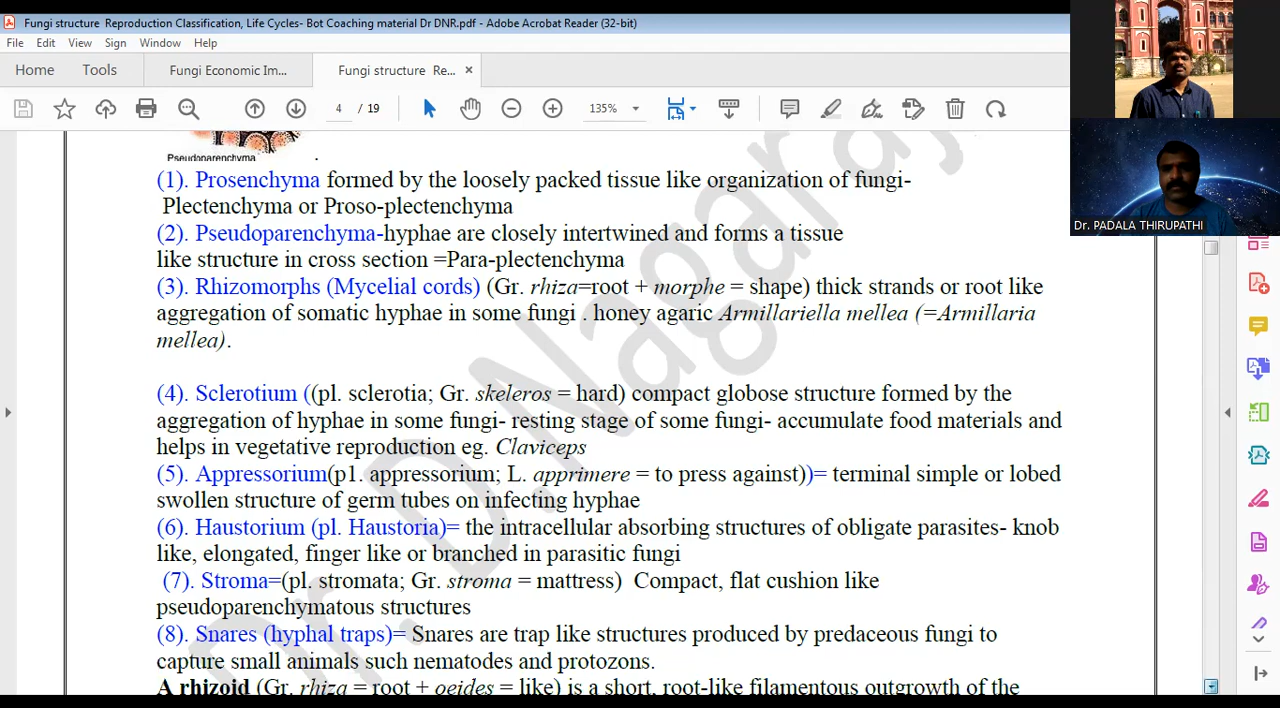 Fungi structure Reproduction Classification, Life Cycles- Bot Coaching material Dr DNR.pdf - Adobe Acrobat Reader (32-bit)
File Edit View Sign Window Help
Home Tools Fungi Economic Im... Fungi structure Re... ×
4 / 19 135%
Dr. PADALA THIRUPATHI
Pseudoparenchyma .
(1). Prosenchyma formed by the loosely packed tissue like organization of fungi-
Plectenchyma or Proso-plectenchyma
(2). Pseudoparenchyma-hyphae are closely intertwined and forms a tissue
like structure in cross section =Para-plectenchyma
(3). Rhizomorphs (Mycelial cords) (Gr. rhiza=root + morphe = shape) thick strands or root like
aggregation of somatic hyphae in some fungi . honey agaric Armillariella mellea (=Armillaria
mellea).
(4). Sclerotium ((pl. sclerotia; Gr. skeleros = hard) compact globose structure formed by the
aggregation of hyphae in some fungi- resting stage of some fungi- accumulate food materials and
helps in vegetative reproduction eg. Claviceps
(5). Appressorium(p1. appressorium; L. apprimere = to press against))= terminal simple or lobed
swollen structure of germ tubes on infecting hyphae
(6). Haustorium (pl. Haustoria)= the intracellular absorbing structures of obligate parasites- knob
like, elongated, finger like or branched in parasitic fungi
(7). Stroma=(pl. stromata; Gr. stroma = mattress) Compact, flat cushion like
pseudoparenchymatous structures
(8). Snares (hyphal traps)= Snares are trap like structures produced by predaceous fungi to
capture small animals such nematodes and protozons.
A rhizoid (Gr. rhiza = root + oeides = like) is a short, root-like filamentous outgrowth of the
Dr. D.Nagaraj